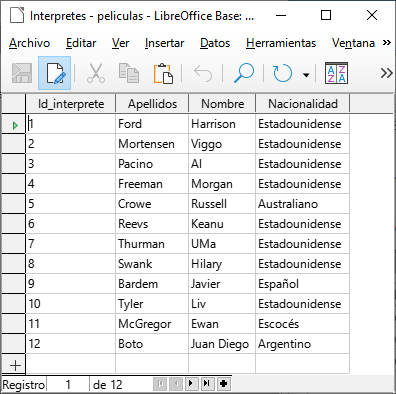 Interpretes - peliculas - LibreOffice Base: ...
Archivo Editar Ver Insertar Datos Herramientas Ventana »
A Z Z A »
Id_interprete Apellidos Nombre Nacionalidad
1 Ford Harrison Estadounidense
2 Mortensen Viggo Estadounidense
3 Pacino Al Estadounidense
4 Freeman Morgan Estadounidense
5 Crowe Russell Australiano
6 Reevs Keanu Estadounidense
7 Thurman UMa Estadounidense
8 Swank Hilary Estadounidense
9 Bardem Javier Español
10 Tyler Liv Estadounidense
11 McGregor Ewan Escocés
12 Boto Juan Diego Argentino
Registro 1 de 12